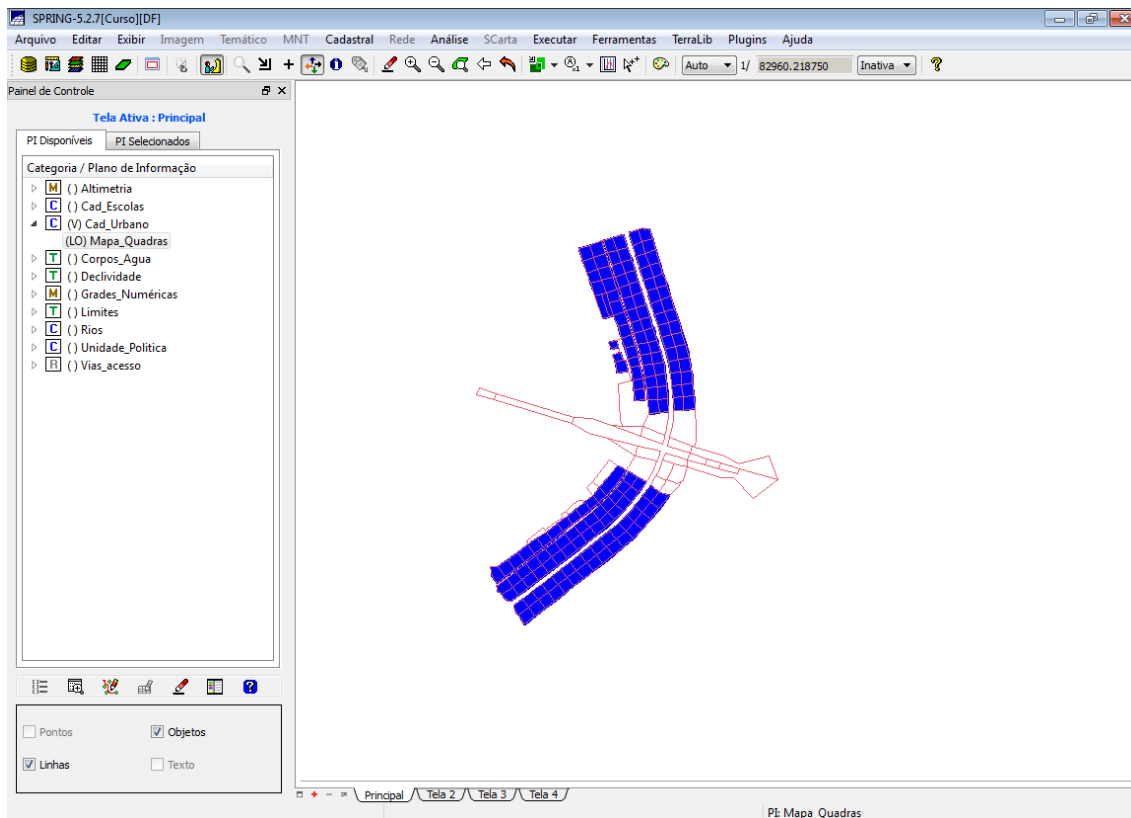 SPRING-5.2.7[Curso][DF]
Arquivo Editar Exibir Imagem Temático MNT Cadastral Rede Análise SCarta Executar Ferramentas TerraLib Plugins Ajuda
Auto 1/ 82960.218750 Inativa
Painel de Controle
Tela Ativa : Principal
PI Disponíveis PI Selecionados
Categoria / Plano de Informação
M ( ) Altimetria
C ( ) Cad_Escolas
C (V) Cad_Urbano
(LO) Mapa_Quadras
T ( ) Corpos_Agua
T ( ) Declividade
M ( ) Grades_Numéricas
T ( ) Limites
C ( ) Rios
C ( ) Unidade_Politica
R ( ) Vias_acesso
Pontos Objetos
Linhas Texto
Principal Tela 2 Tela 3 Tela 4
PI: Mapa_Quadras